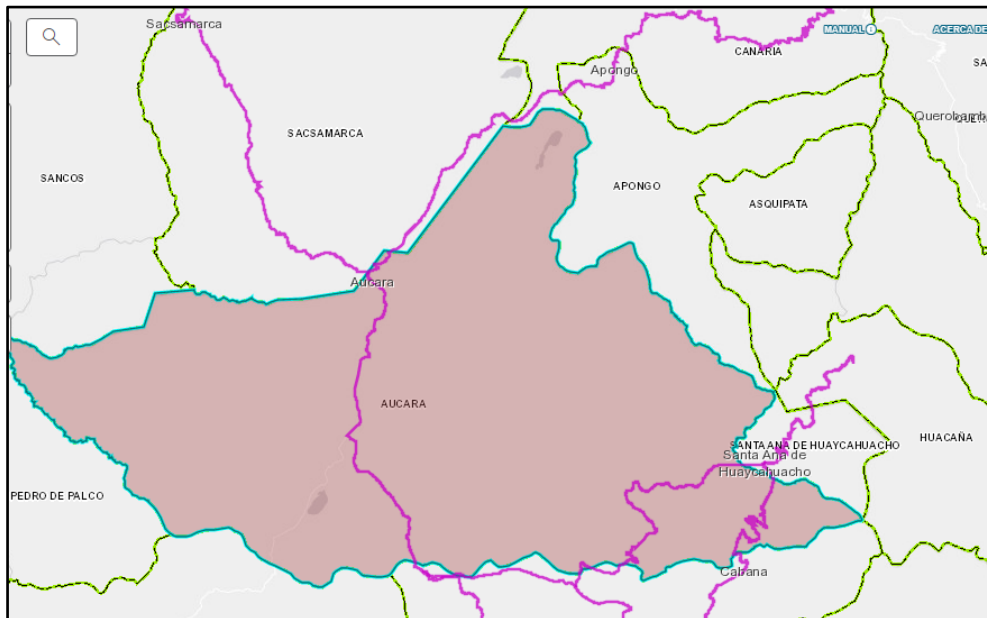 Sacsamarca
MANUAL
ACERCA DE
CANARIA
SA
Apongo
Querobamb
SACSAMARCA
SANCOS
APONGO
ASQUIPATA
Aucara
AUCARA
SANTA ANA DE HUAYCAHUACHO
HUACAÑA
Santa Ana de
Huaycahuacho
PEDRO DE PALCO
Cabana